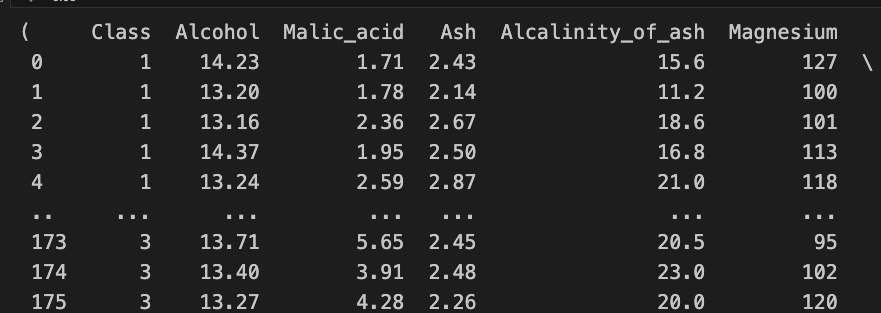 ( Class Alcohol Malic_acid Ash Alcalinity_of_ash Magnesium
0 1 14.23 1.71 2.43 15.6 127 \
1 1 13.20 1.78 2.14 11.2 100
2 1 13.16 2.36 2.67 18.6 101
3 1 14.37 1.95 2.50 16.8 113
4 1 13.24 2.59 2.87 21.0 118
.. ... ... ... ... ... ...
173 3 13.71 5.65 2.45 20.5 95
174 3 13.40 3.91 2.48 23.0 102
175 3 13.27 4.28 2.26 20.0 120